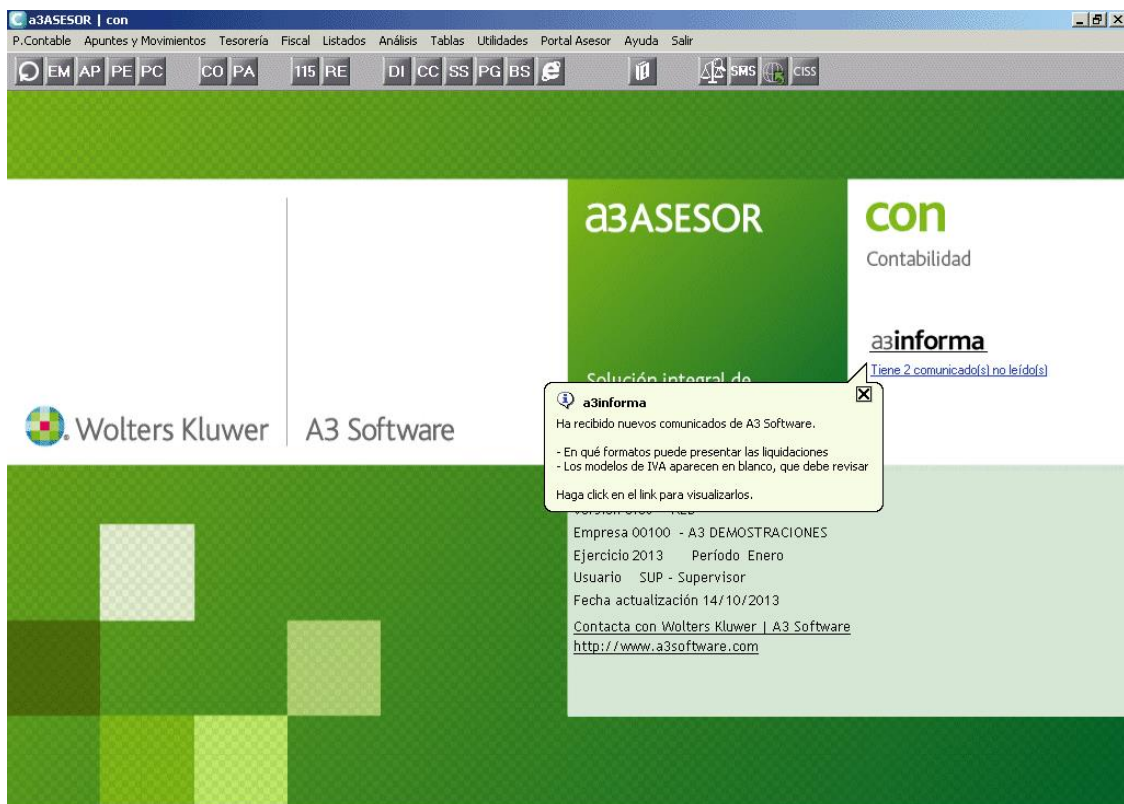 a3ASESOR | con
P.Contable Apuntes y Movimientos Tesorería Fiscal Listados Análisis Tablas Utilidades Portal Asesor Ayuda Salir
EM AP PE PC CO PA 115 RE DI CC SS PG BS SMS CISS
a3ASESOR
con
Contabilidad
a3informa
Tiene 2 comunicado(s) no leído(s)
Solución integral de
Wolters Kluwer | A3 Software
a3informa
Ha recibido nuevos comunicados de A3 Software.
- En qué formatos puede presentar las liquidaciones
- Los modelos de IVA aparecen en blanco, que debe revisar
Haga click en el link para visualizarlos.
Empresa 00100 - A3 DEMOSTRACIONES
Ejercicio 2013 Período Enero
Usuario SUP - Supervisor
Fecha actualización 14/10/2013
Contacta con Wolters Kluwer | A3 Software
http://www.a3software.com